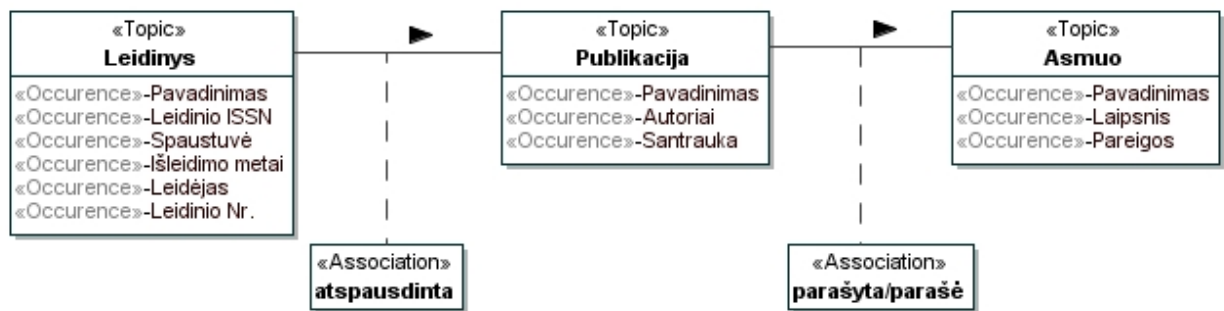 «Topic»
Leidinys
«Occurence»-Pavadinimas
«Occurence»-Leidinio ISSN
«Occurence»-Spaustuvė
«Occurence»-Išleidimo metai
«Occurence»-Leidėjas
«Occurence»-Leidinio Nr.
«Topic»
Publikacija
«Occurence»-Pavadinimas
«Occurence»-Autoriai
«Occurence»-Santrauka
«Topic»
Asmuo
«Occurence»-Pavadinimas
«Occurence»-Laipsnis
«Occurence»-Pareigos
«Association»
atspausdinta
«Association»
parašyta/parašė